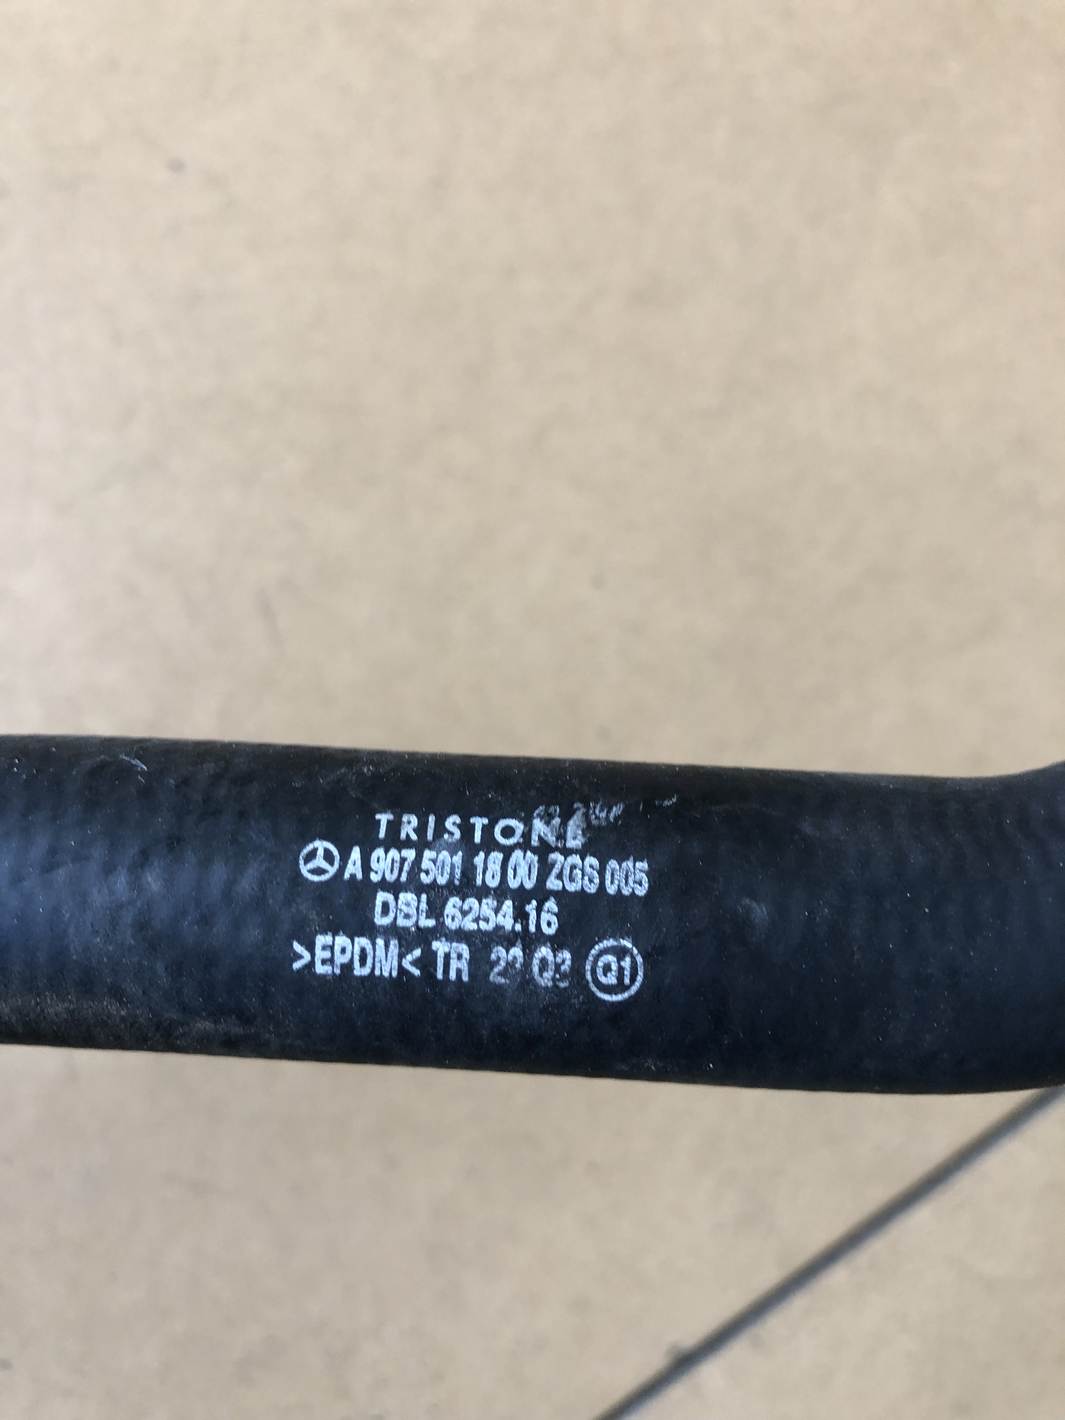 TRISTONE
A 907 501 18 00 ZGS 005
DBL 6254.16
>EPDM< TR Q1